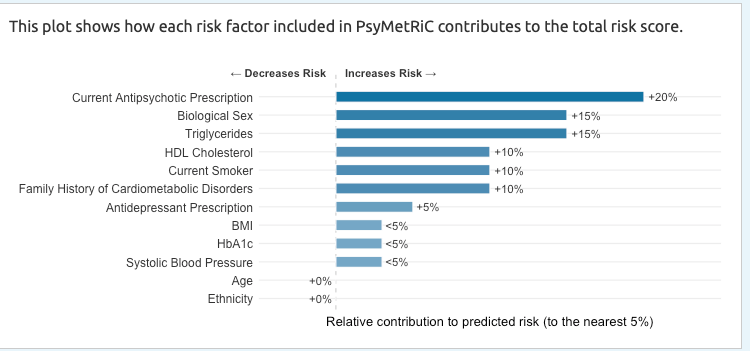 This plot shows how each risk factor included in PsyMetRiC contributes to the total risk score.
← Decreases Risk Increases Risk →
Current Antipsychotic Prescription +20%
Biological Sex +15%
Triglycerides +15%
HDL Cholesterol +10%
Current Smoker +10%
Family History of Cardiometabolic Disorders +10%
Antidepressant Prescription +5%
BMI <5%
HbA1c <5%
Systolic Blood Pressure <5%
Age +0%
Ethnicity +0%
Relative contribution to predicted risk (to the nearest 5%)